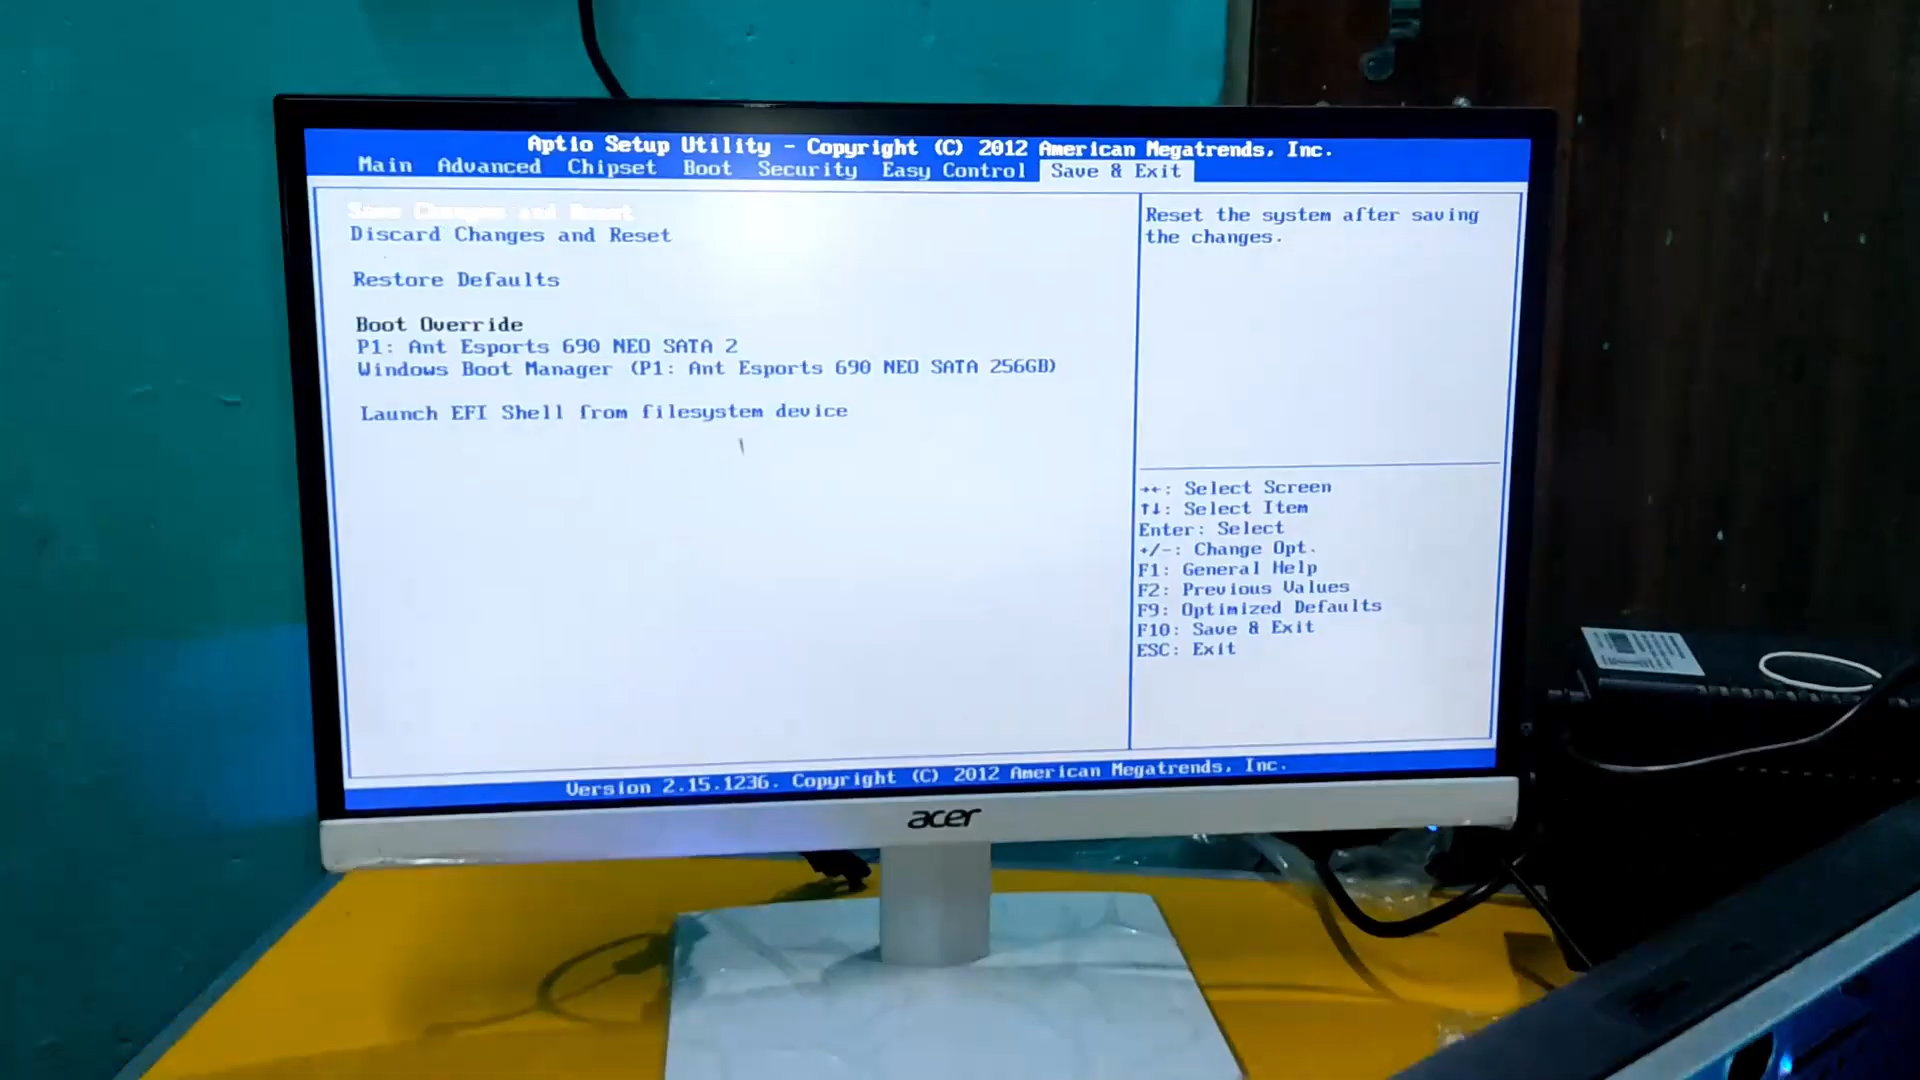 Aptio Setup Utility - Copyright (C) 2012 American Megatrends, Inc.
Main Advanced Chipset Boot Security Easy Control Save & Exit
Save Changes and Reset
Discard Changes and Reset
Restore Defaults
Boot Override
P1: Ant Esports 690 NEO SATA 2
Windows Boot Manager (P1: Ant Esports 690 NEO SATA 256GB)
Launch EFI Shell from filesystem device
Reset the system after saving
the changes.
→←: Select Screen
↑↓: Select Item
Enter: Select
+/-: Change Opt.
F1: General Help
F2: Previous Values
F9: Optimized Defaults
F10: Save & Exit
ESC: Exit
Version 2.15.1236. Copyright (C) 2012 American Megatrends, Inc.
acer